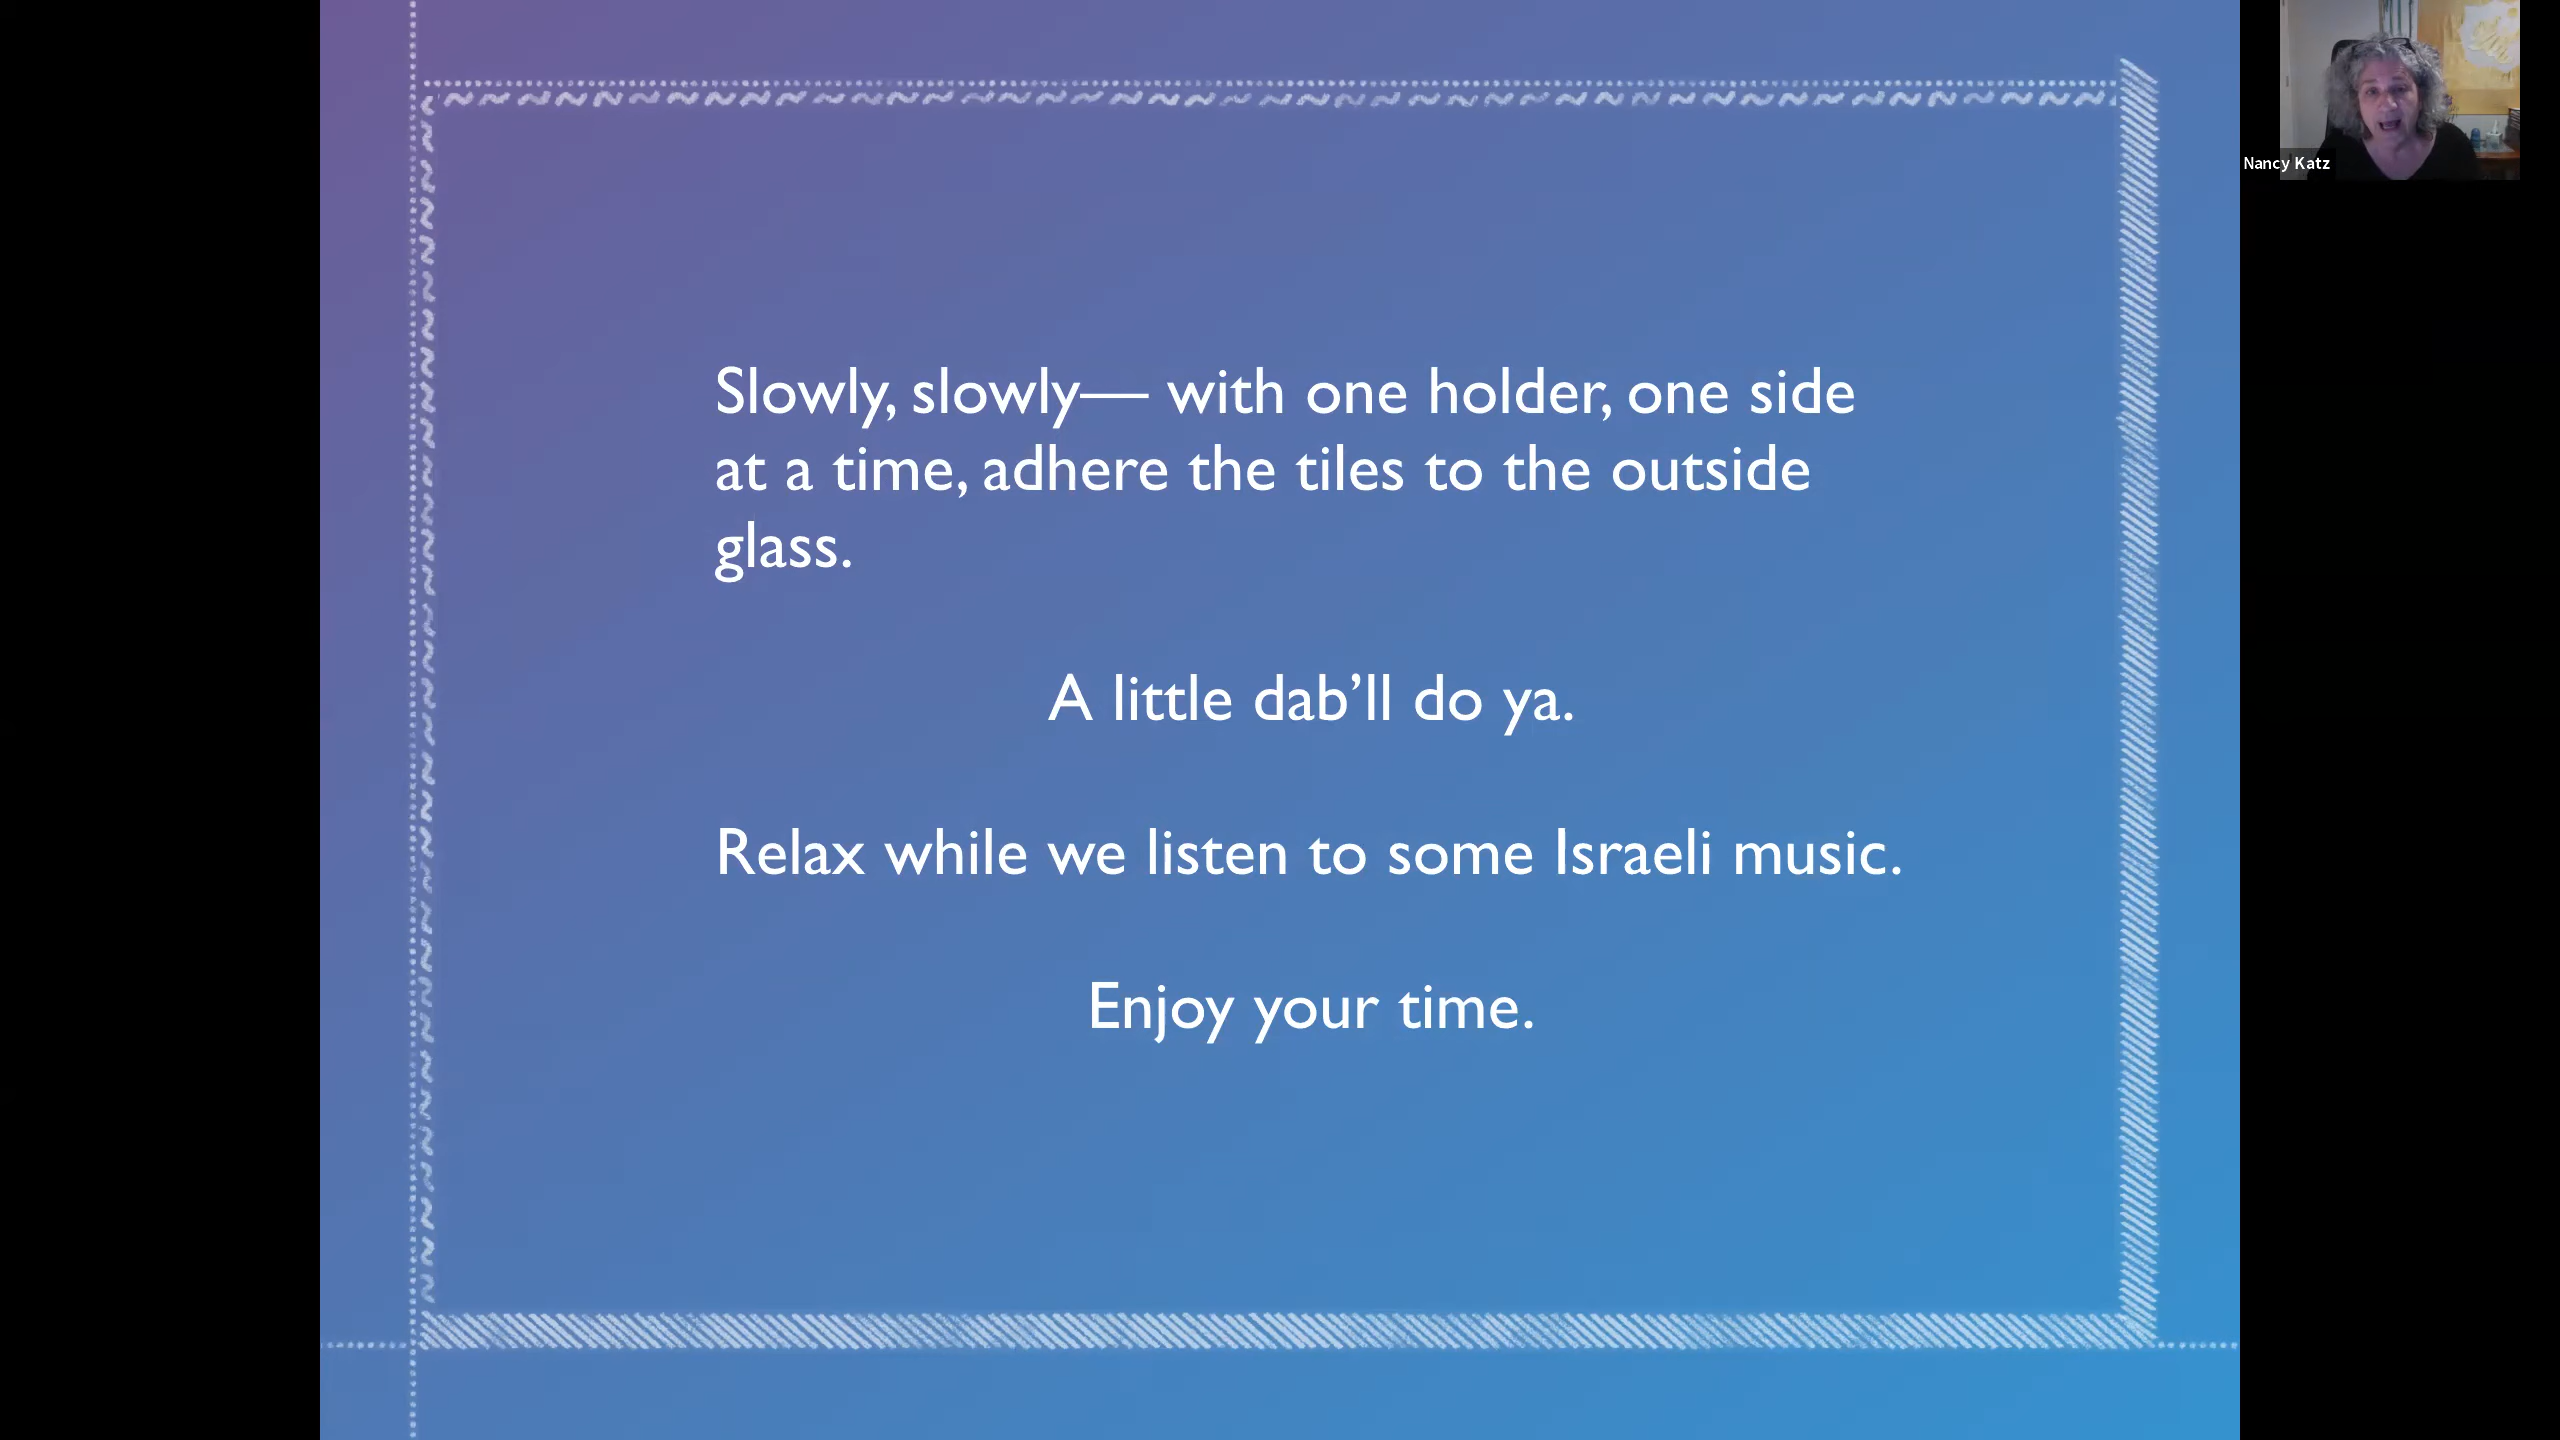 Slowly, slowly— with one holder, one side
at a time, adhere the tiles to the outside
glass.
A little dab’ll do ya.
Relax while we listen to some Israeli music.
Enjoy your time.
Nancy Katz